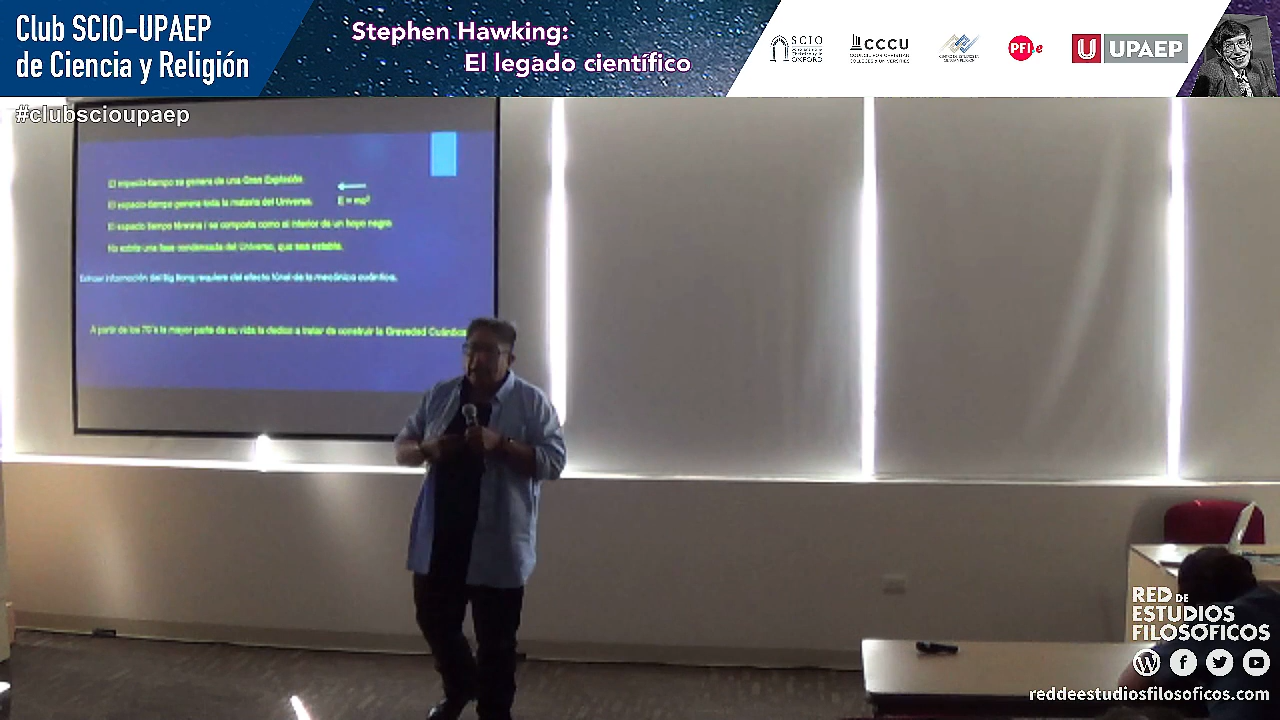 Club SCIO-UPAEP
de Ciencia y Religión
Stephen Hawking:
El legado científico
SCIO
OXFORD
CCCU
PFI e
U UPAEP
#clubscioupaep
El espacio-tiempo se genera de una Gran Explosión
El espacio-tiempo genera toda la materia del Universo.
E = mc²
El espacio tiempo termina i se comporta como el interior de un hoyo negro
No existe una fase condensada del Universo, que sea estable.
Extraer información del Big Bang requiere del efecto túnel de la mecánica cuántica.
A partir de los 70's la mayor parte de su vida la dedico a tratar de construir la Gravedad Cuántica
RED DE
ESTUDIOS
FILOSÓFICOS
reddeestudiosfilosoficos.com